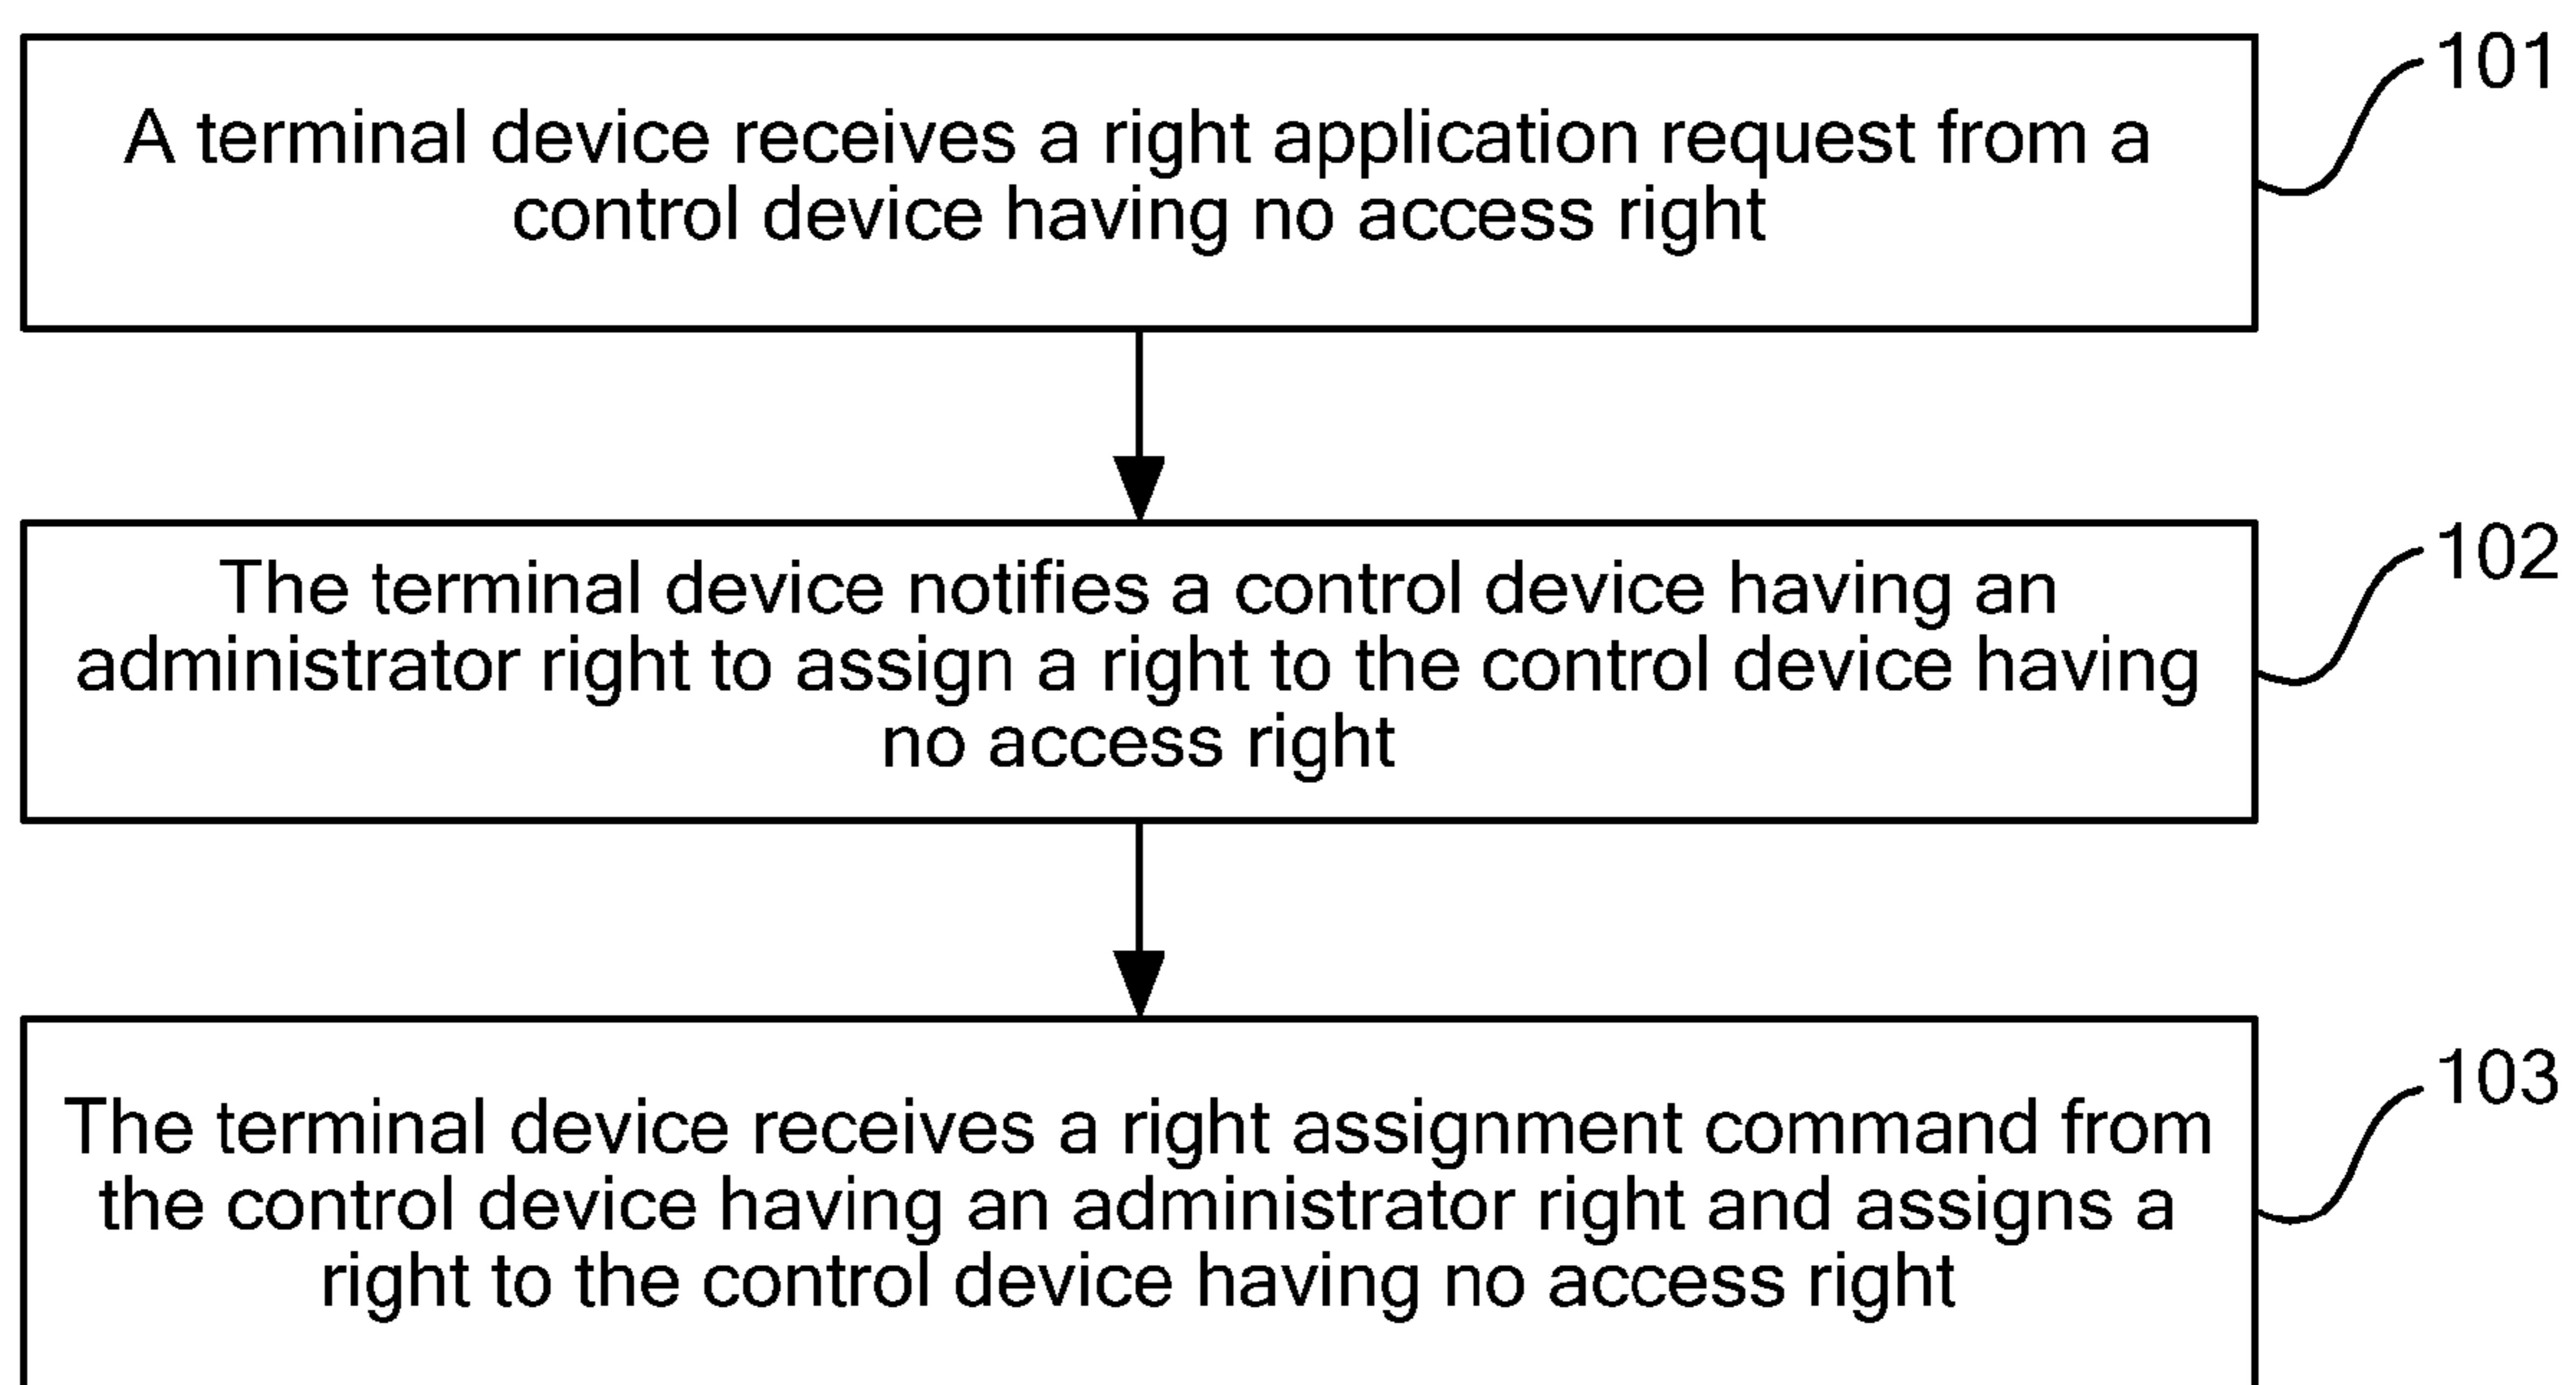 A terminal device receives a right application request from a
control device having no access right
101
The terminal device notifies a control device having an
administrator right to assign a right to the control device having
no access right
102
The terminal device receives a right assignment command from
the control device having an administrator right and assigns a
right to the control device having no access right
103